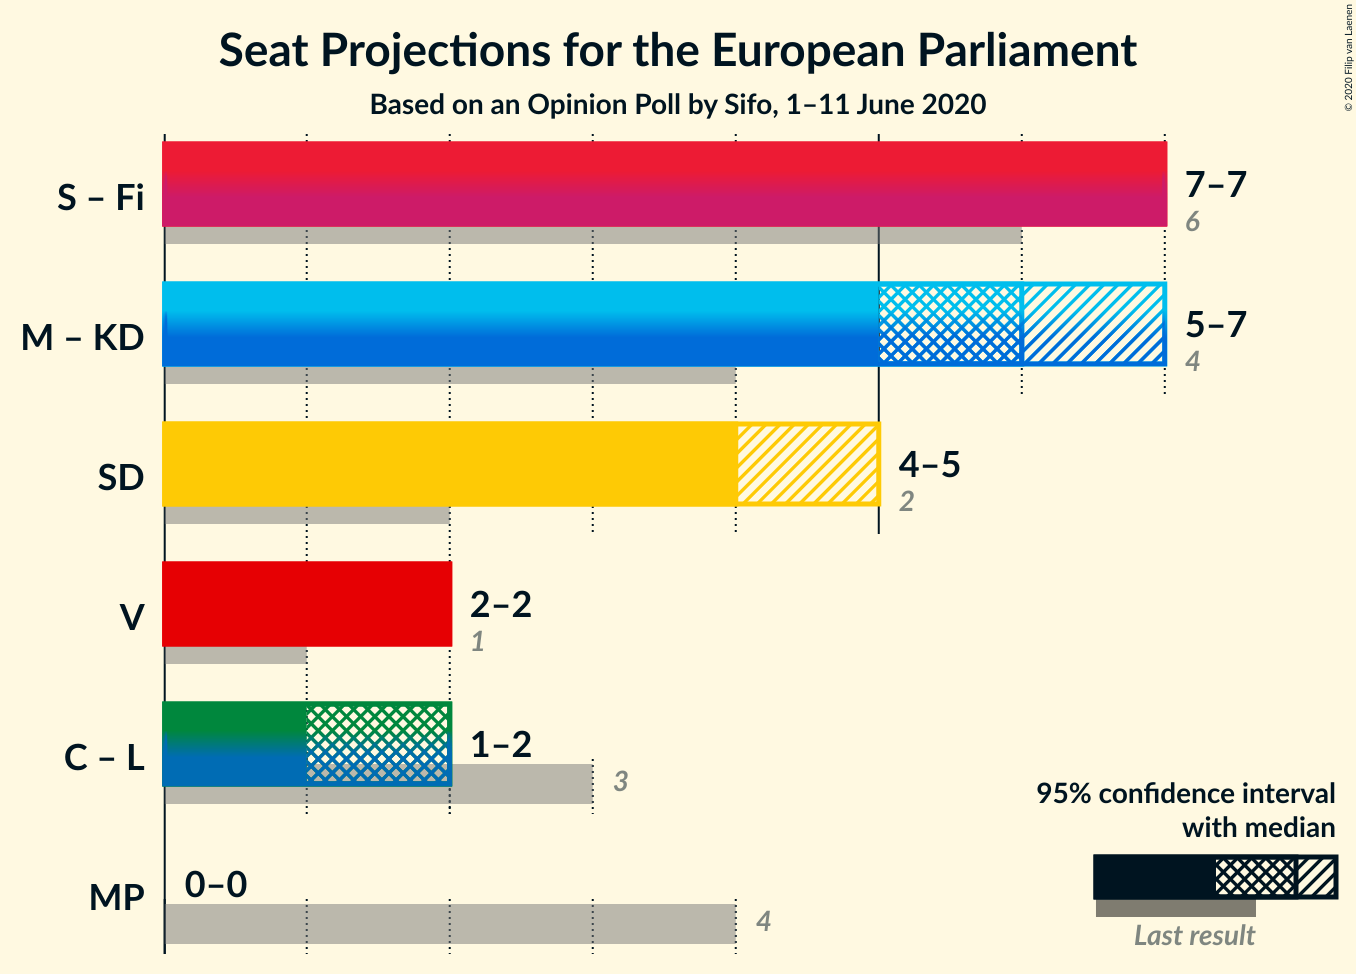 Seat Projections for the European Parliament
Based on an Opinion Poll by Sifo, 1–11 June 2020
© 2020 Filip van Laenen
S – Fi
7–7
6
M – KD
5–7
4
SD
4–5
2
V
2–2
1
C – L
1–2
3
MP
0–0
4
95% confidence interval
with median
Last result